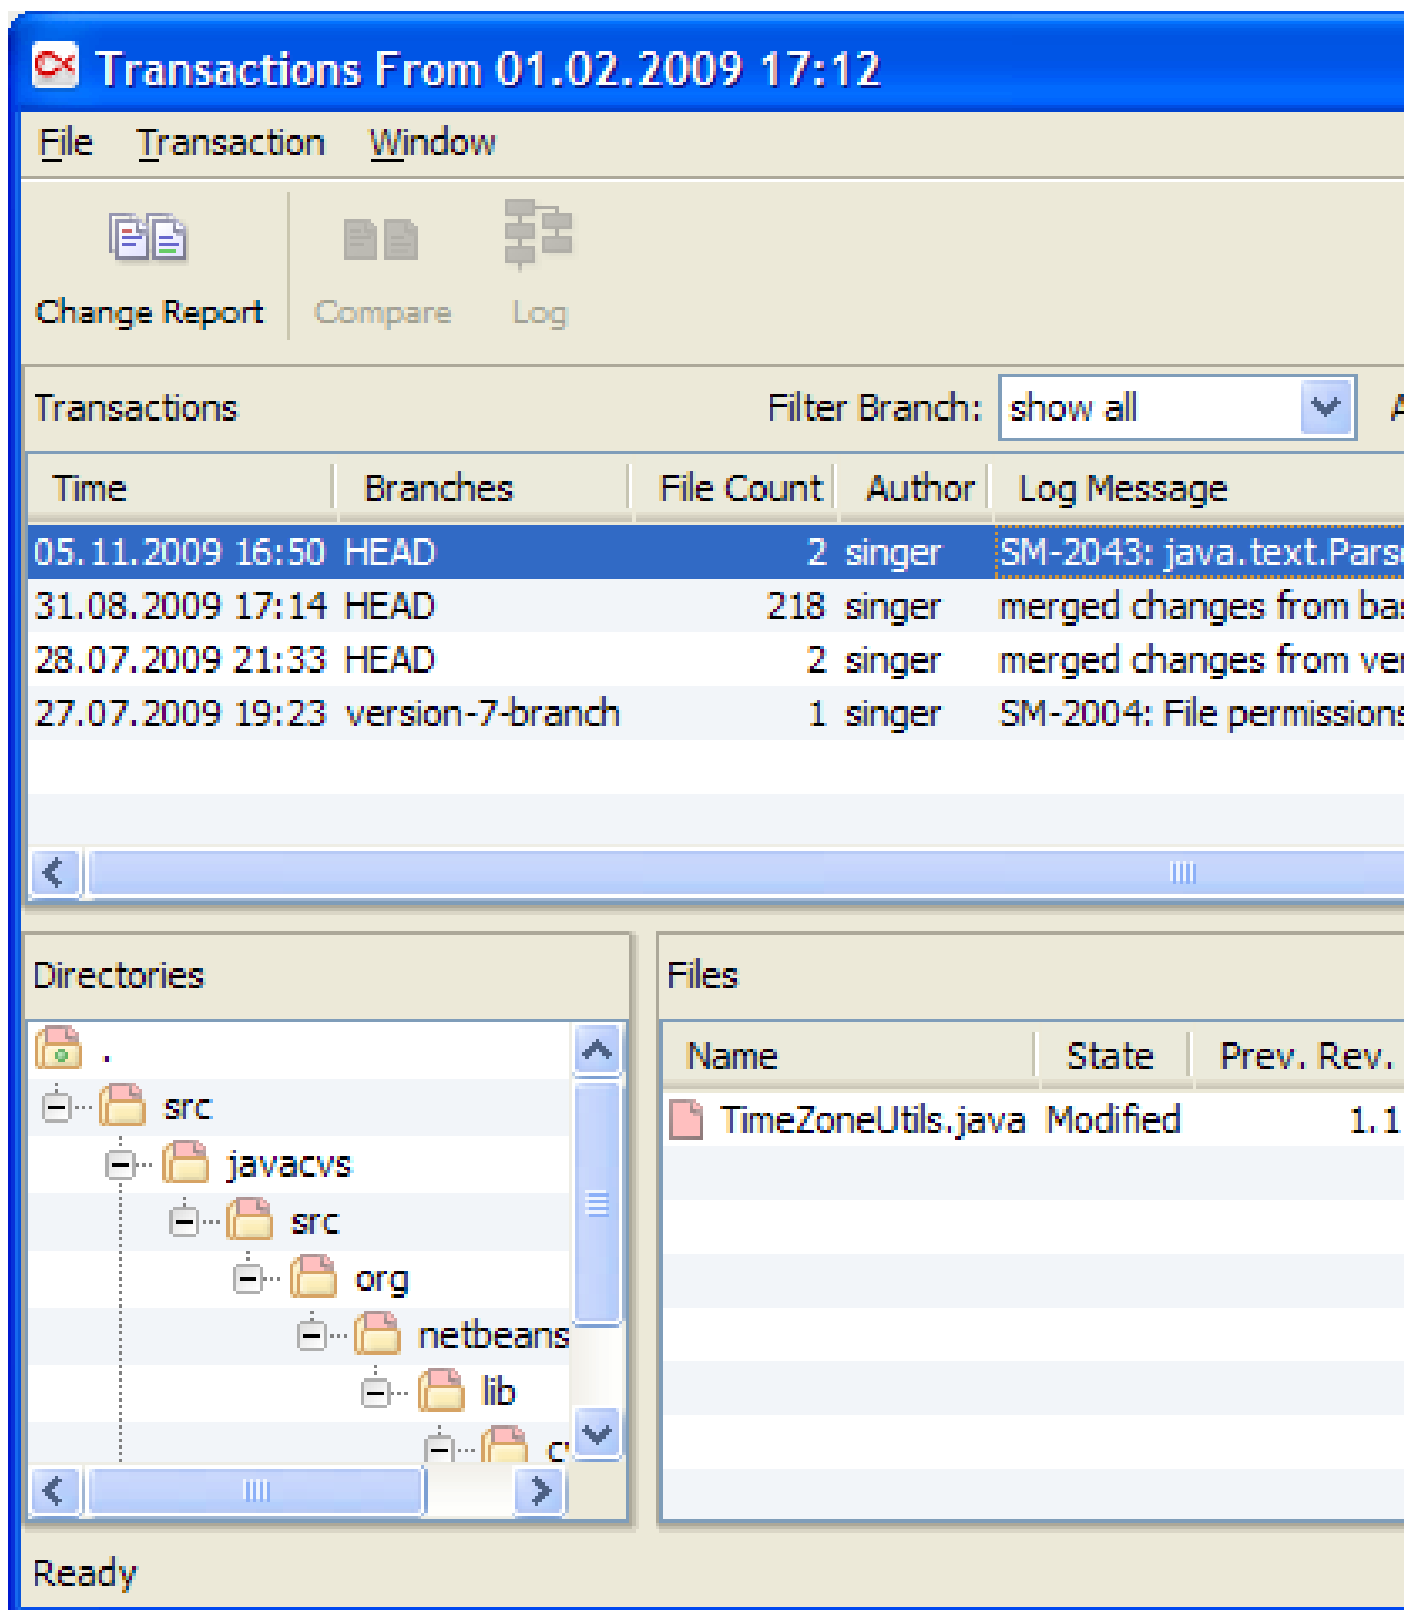 Transactions From 01.02.2009 17:12
File Transaction Window
Change Report Compare Log
Transactions Filter Branch: show all
Time Branches File Count Author Log Message
05.11.2009 16:50 HEAD 2 singer SM-2043: java.text.Parse
31.08.2009 17:14 HEAD 218 singer merged changes from bas
28.07.2009 21:33 HEAD 2 singer merged changes from ver
27.07.2009 19:23 version-7-branch 1 singer SM-2004: File permissions
Directories Files
.
Name State Prev. Rev.
src
TimeZoneUtils.java Modified 1.1
javacvs
src
org
netbeans
lib
Ready